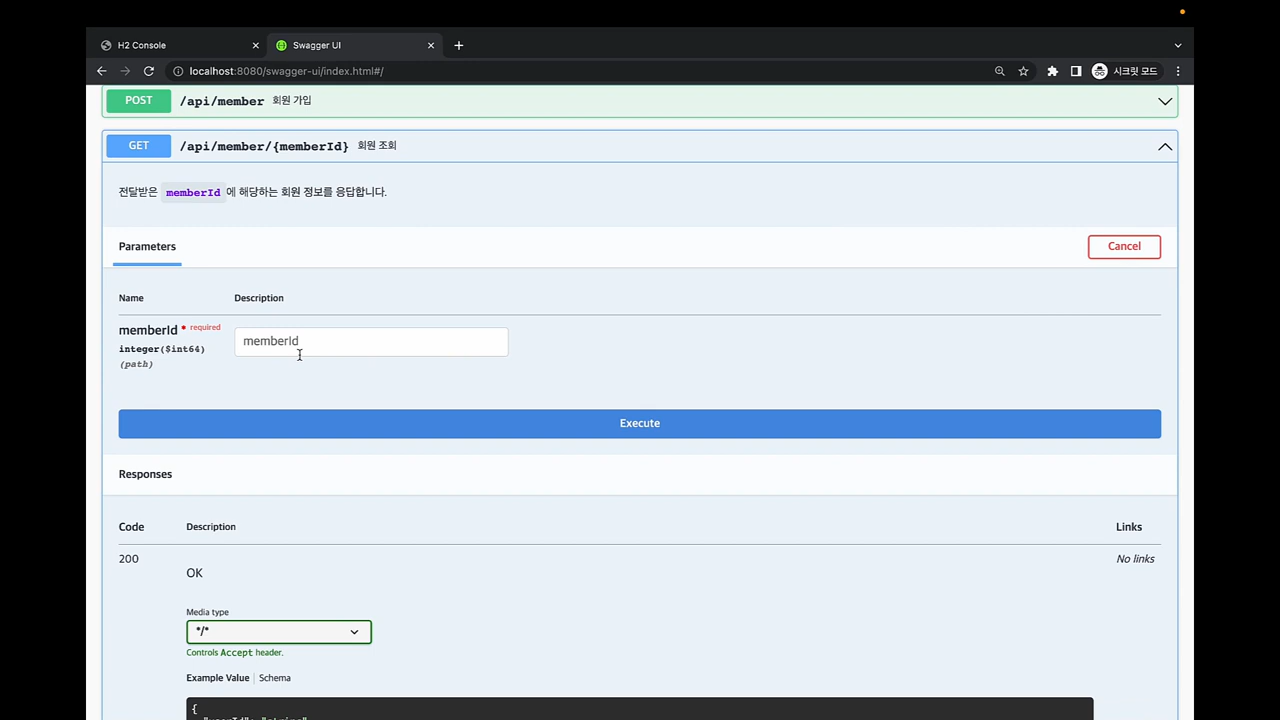 H2 Console
Swagger UI
localhost:8080/swagger-ui/index.html#/
시크릿 모드
POST /api/member 회원 가입
GET /api/member/{memberId} 회원 조회
전달받은 memberId 에 해당하는 회원 정보를 응답합니다.
Parameters
Cancel
Name Description
memberId * required
integer($int64)
(path)
memberId
Execute
Responses
Code Description Links
200 No links
OK
Media type
*/*
Controls Accept header.
Example Value | Schema
{
"userId": "string"